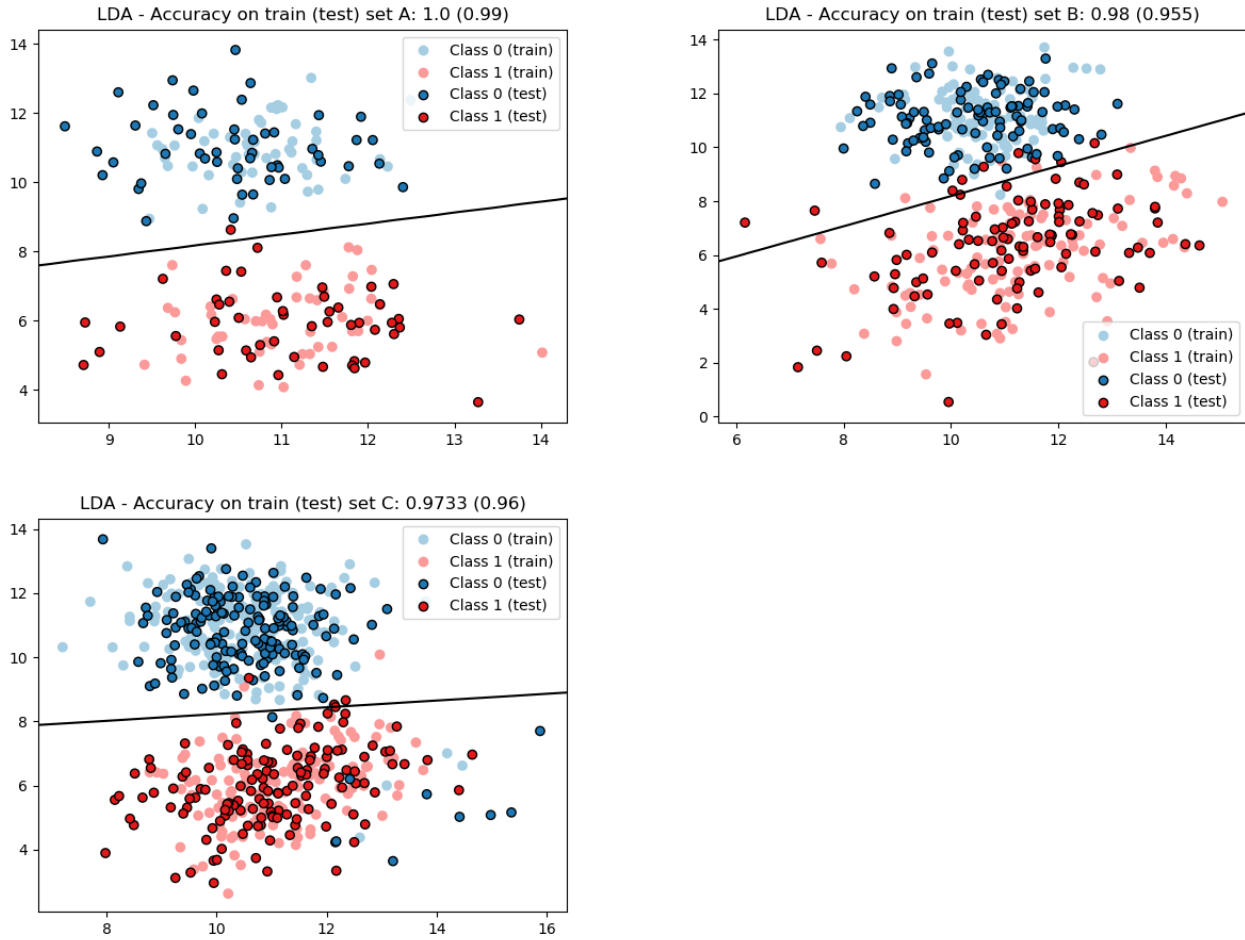 LDA - Accuracy on train (test) set A: 1.0 (0.99)
14
12
10
8
6
4
9
10
11
12
13
14
Class 0 (train)
Class 1 (train)
Class 0 (test)
Class 1 (test)
LDA - Accuracy on train (test) set B: 0.98 (0.955)
14
12
10
8
6
4
2
0
6
8
10
12
14
Class 0 (train)
Class 1 (train)
Class 0 (test)
Class 1 (test)
LDA - Accuracy on train (test) set C: 0.9733 (0.96)
14
12
10
8
6
4
8
10
12
14
16
Class 0 (train)
Class 1 (train)
Class 0 (test)
Class 1 (test)